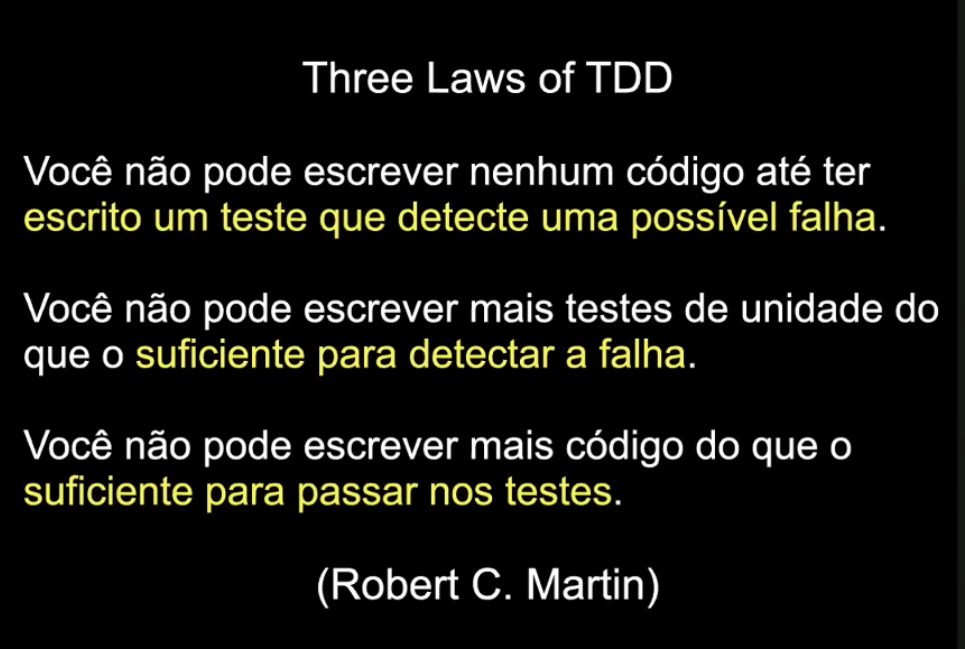 Three Laws of TDD
Você não pode escrever nenhum código até ter
escrito um teste que detecte uma possível falha.
Você não pode escrever mais testes de unidade do
que o suficiente para detectar a falha.
Você não pode escrever mais código do que o
suficiente para passar nos testes.
(Robert C. Martin)